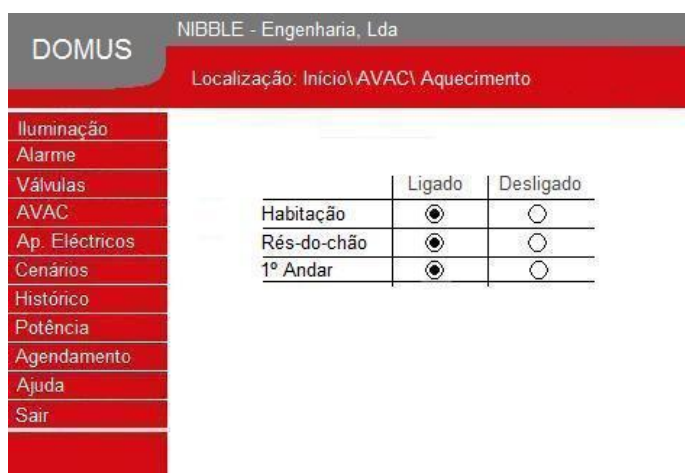 DOMUS
NIBBLE - Engenharia, Lda
Localização: Início\ AVAC\ Aquecimento
Iluminação
Alarme
Válvulas
AVAC
Ap. Eléctricos
Cenários
Histórico
Potência
Agendamento
Ajuda
Sair
Ligado Desligado
Habitação
Rés-do-chão
1º Andar